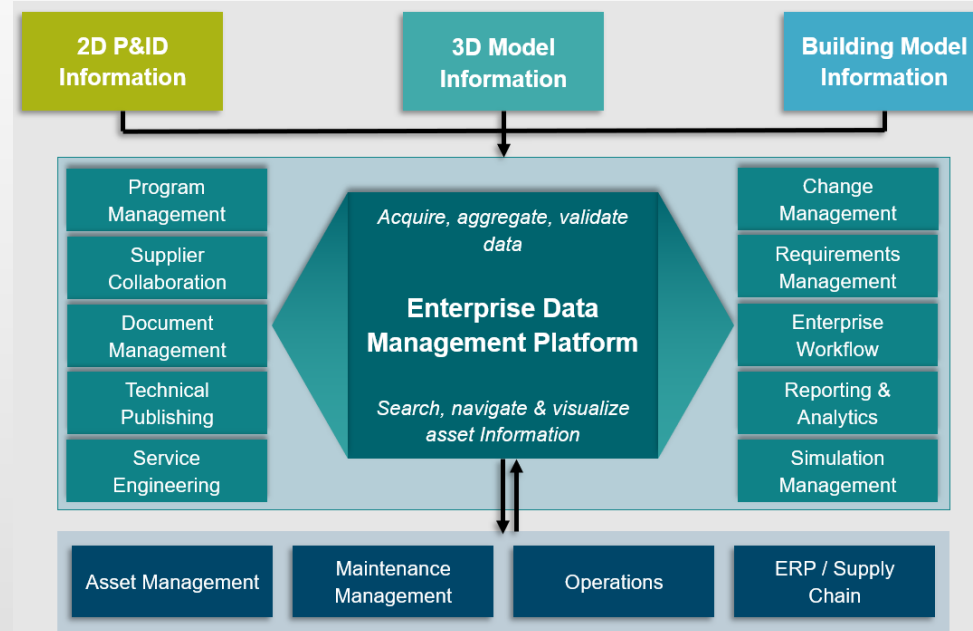 2D P&ID
Information
3D Model
Information
Building Model
Information
Program
Management
Supplier
Collaboration
Document
Management
Technical
Publishing
Service
Engineering
Acquire, aggregate, validate
data
Enterprise Data
Management Platform
Search, navigate & visualize
asset Information
Change
Management
Requirements
Management
Enterprise
Workflow
Reporting &
Analytics
Simulation
Management
Asset Management
Maintenance
Management
Operations
ERP / Supply
Chain